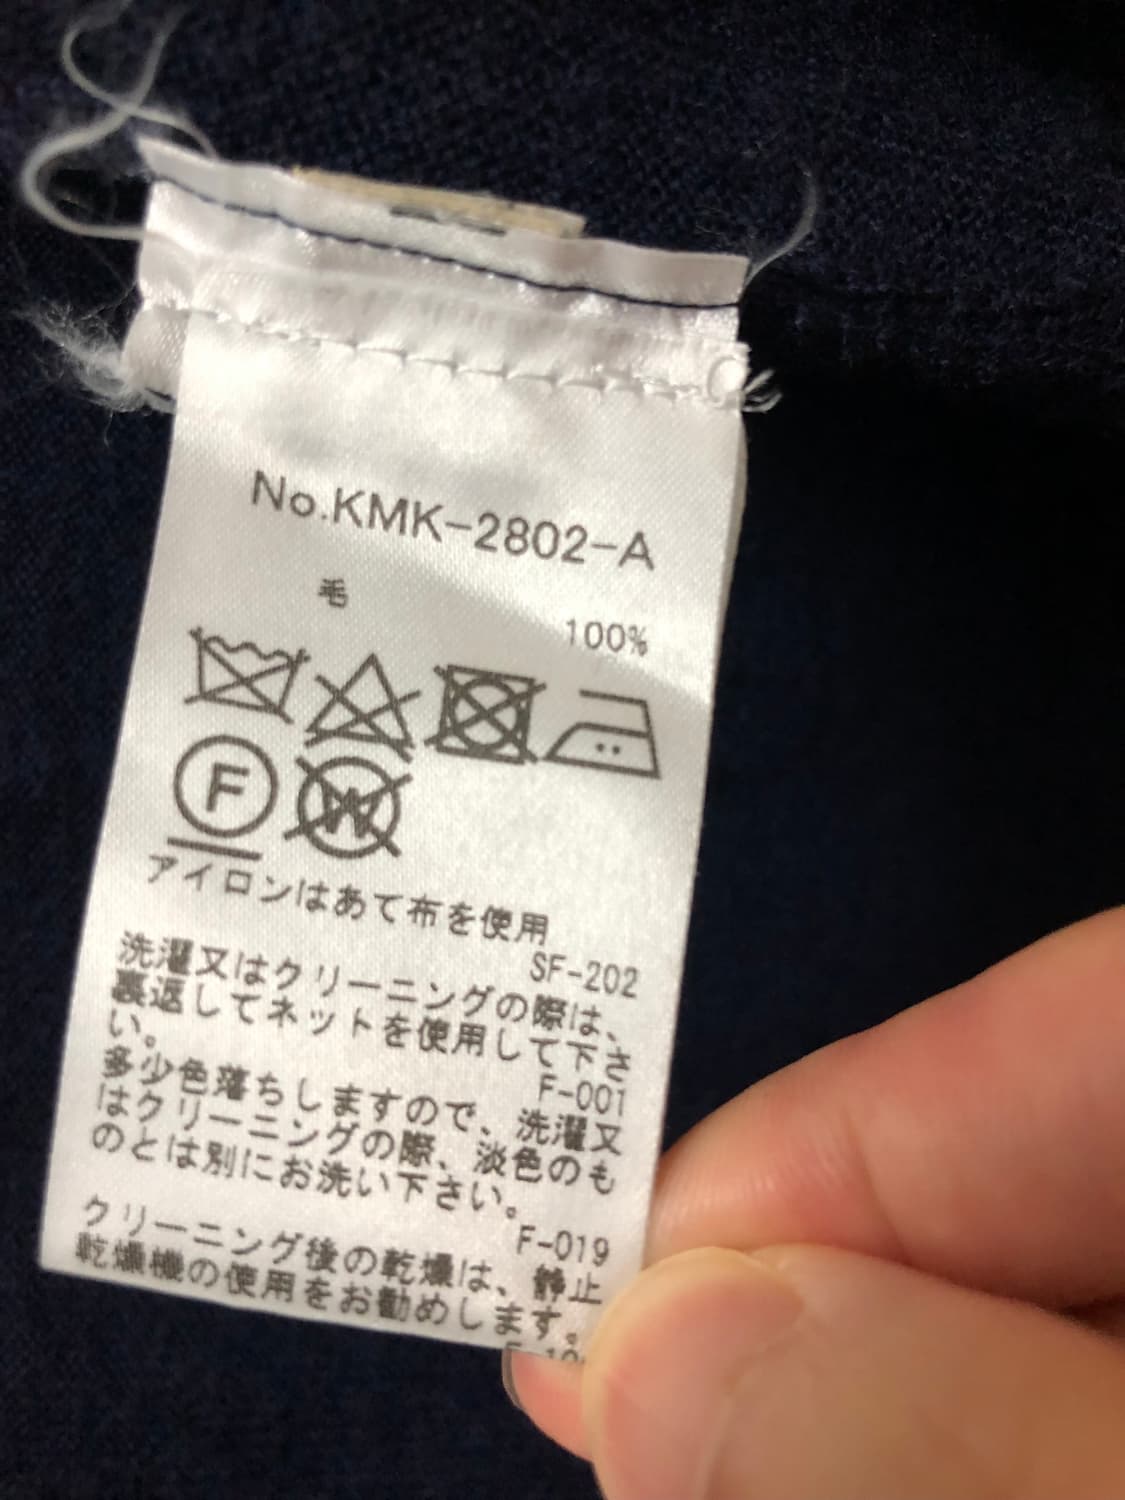 No.KMK-2802-A
毛 100%
F
W
アイロンはあて布を使用
SF-202
洗濯又はクリーニングの際は、
裏返してネットを使用して下さ
い。
F-001
多少色落ちしますので、洗濯又
はクリーニングの際、淡色のも
のとは別にお洗い下さい。
F-019
クリーニング後の乾燥は、静止
乾燥機の使用をお勧めします。